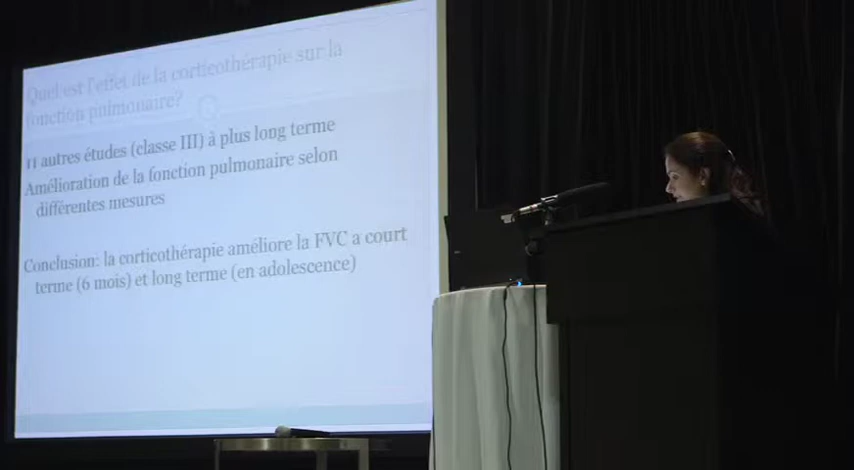 Quel est l'effet de la corticothérapie sur la
fonction pulmonaire?
11 autres études (classe III) à plus long terme
Amélioration de la fonction pulmonaire selon
différentes mesures
Conclusion: la corticothérapie améliore la FVC a court
terme (6 mois) et long terme (en adolescence)